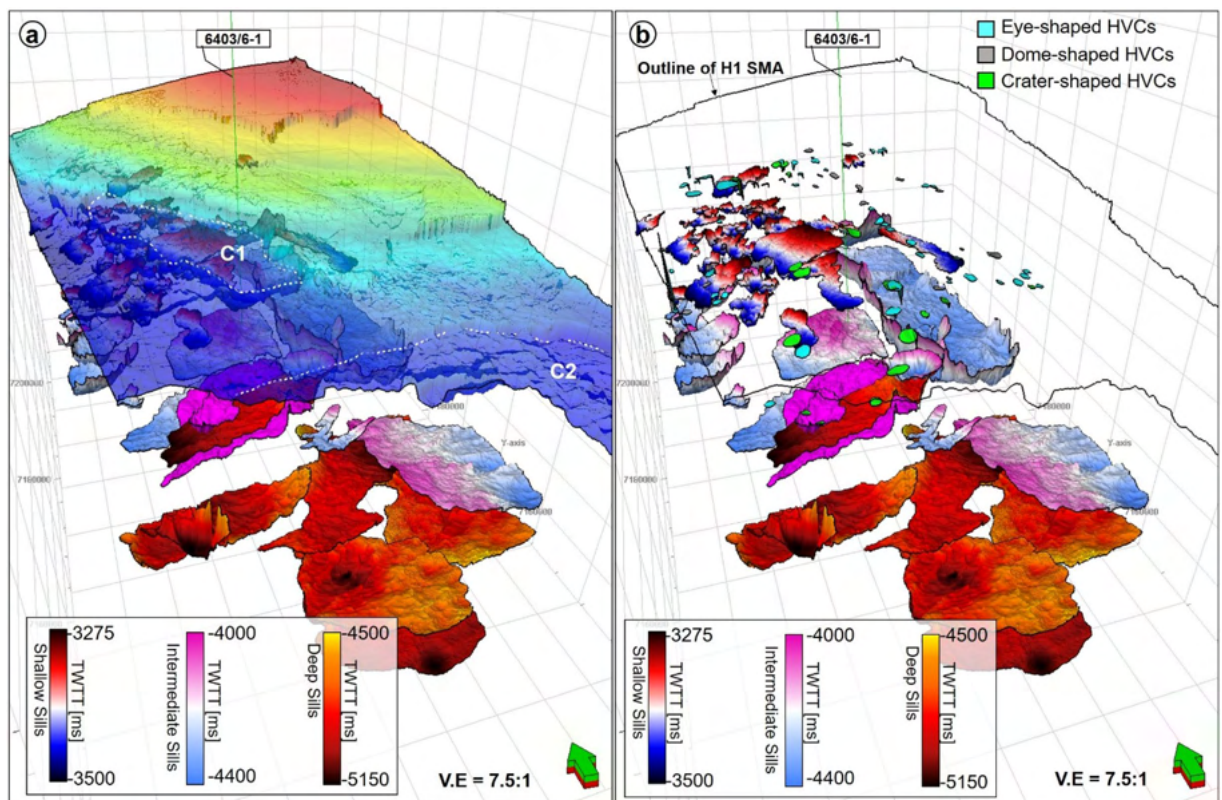 a
6403/6-1
C1
C2
7200000
7160000
Y-axis
7160000
-3275
-3500
TWTT [ms]
Shallow Sills
-4000
-4400
TWTT [ms]
Intermediate Sills
-4500
-5150
TWTT [ms]
Deep Sills
V.E = 7.5:1
b
6403/6-1
Outline of H1 SMA
Eye-shaped HVCs
Dome-shaped HVCs
Crater-shaped HVCs
7200000
7160000
Y-axis
7160000
-3275
-3500
TWTT [ms]
Shallow Sills
-4000
-4400
TWTT [ms]
Intermediate Sills
-4500
-5150
TWTT [ms]
Deep Sills
V.E = 7.5:1